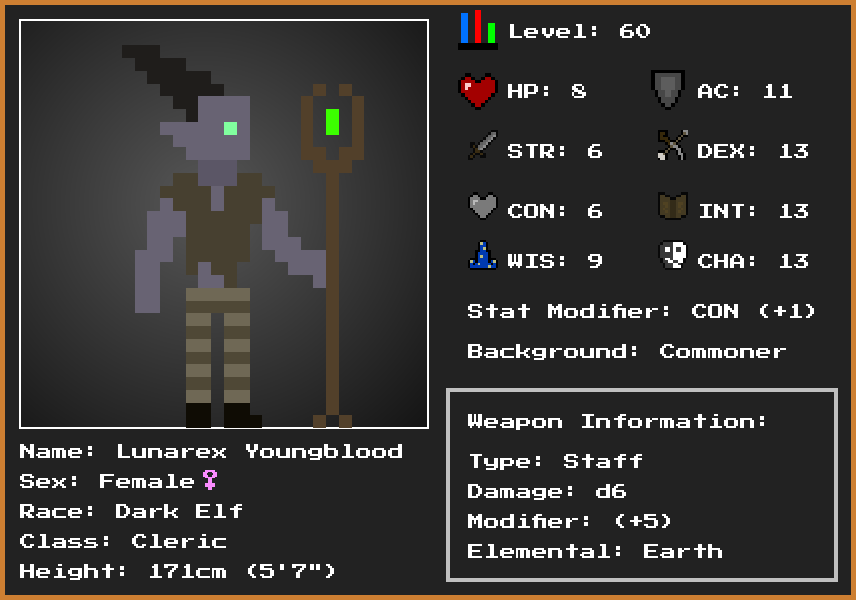 Level: 60
HP: 8
AC: 11
STR: 6
DEX: 13
CON: 6
INT: 13
WIS: 9
CHA: 13
Stat Modifier: CON (+1)
Background: Commoner
Weapon Information:
Type: Staff
Damage: d6
Modifier: (+5)
Elemental: Earth
Name: Lunarex Youngblood
Sex: Female♀
Race: Dark Elf
Class: Cleric
Height: 171cm (5'7")